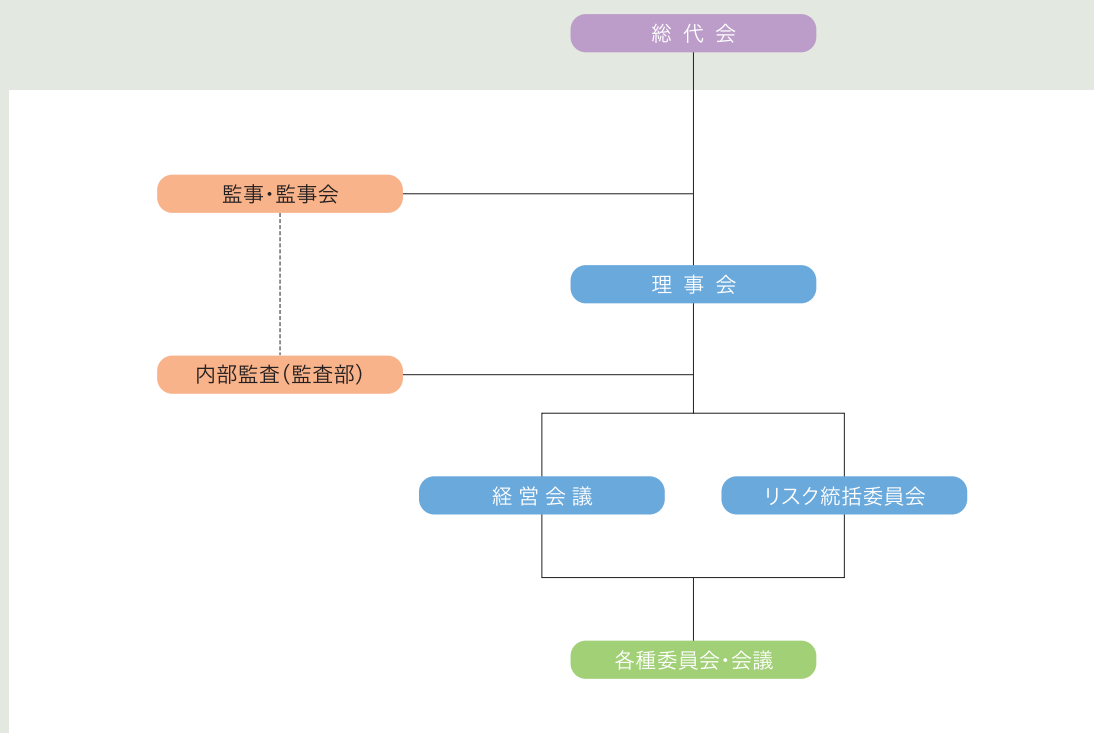 総代会
監事・監事会
理事会
内部監査(監査部)
経営会議
リスク統括委員会
各種委員会・会議